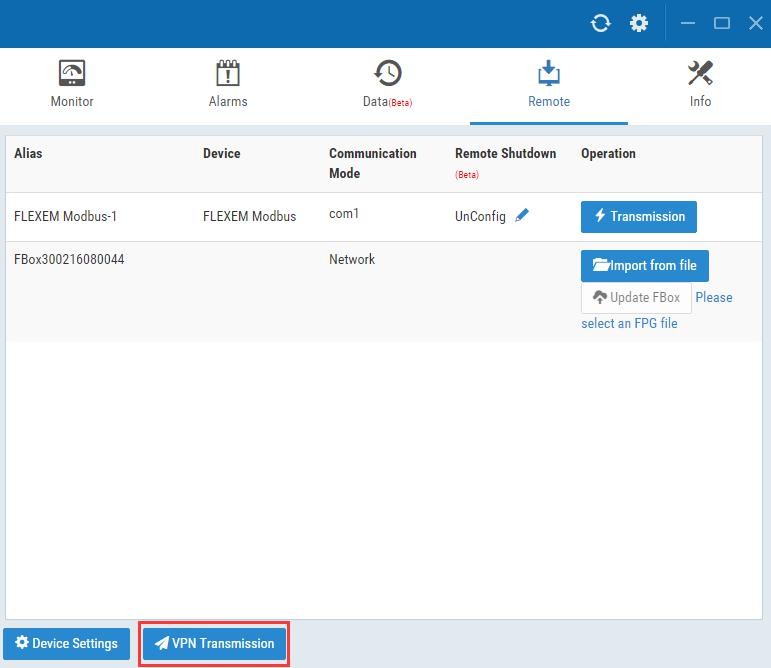 Monitor
Alarms
Data(Beta)
Remote
Info
Alias
Device
Communication
Mode
Remote Shutdown
(Beta)
Operation
FLEXEM Modbus-1
FLEXEM Modbus
com1
UnConfig
Transmission
FBox300216080044
Network
Import from file
Update FBox
Please
select an FPG file
Device Settings
VPN Transmission